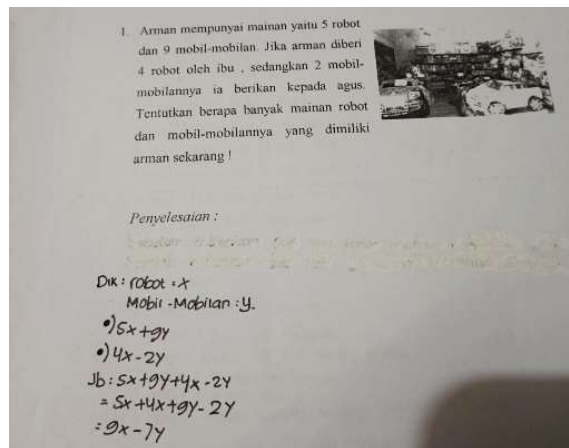 1. Arman mempunyai mainan yaitu 5 robot
dan 9 mobil-mobilan. Jika arman diberi
4 robot oleh ibu , sedangkan 2 mobil-
mobilannya ia berikan kepada agus.
Tentutkan berapa banyak mainan robot
dan mobil-mobilannya yang dimiliki
arman sekarang !
Penyelesaian :
Dik : robot = x
Mobil - Mobilan : y.
•) 5x + 9y
•) 4x - 2y
Jb : 5x + 9y + 4x - 2y
= 5x + 4x + 9y - 2y
= 9x - 7y